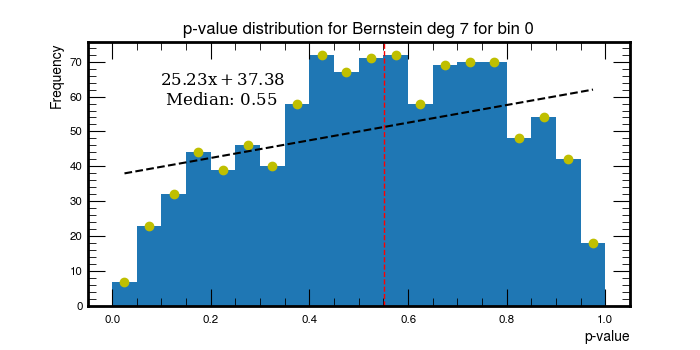 p-value distribution for Bernstein deg 7 for bin 0
Frequency
70
60
50
40
30
20
10
0
25.23x + 37.38
Median: 0.55
0.0 0.2 0.4 0.6 0.8 1.0
p-value